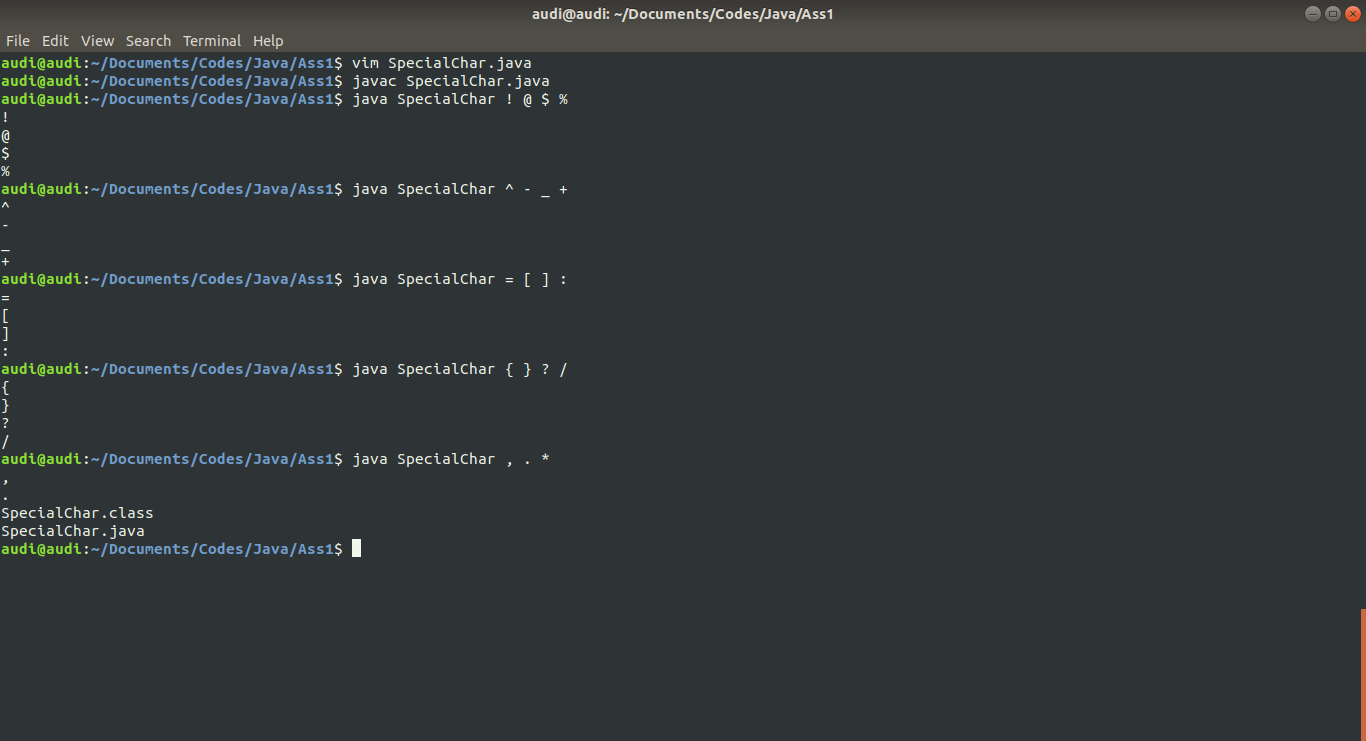 audi@audi: ~/Documents/Codes/Java/Ass1
File Edit View Search Terminal Help
audi@audi:~/Documents/Codes/Java/Ass1$ vim SpecialChar.java
audi@audi:~/Documents/Codes/Java/Ass1$ javac SpecialChar.java
audi@audi:~/Documents/Codes/Java/Ass1$ java SpecialChar ! @ $ %
!
@
$
%
audi@audi:~/Documents/Codes/Java/Ass1$ java SpecialChar ^ - _ +
^
-
_
+
audi@audi:~/Documents/Codes/Java/Ass1$ java SpecialChar = [ ] :
=
[
]
:
audi@audi:~/Documents/Codes/Java/Ass1$ java SpecialChar { } ? /
{
}
?
/
audi@audi:~/Documents/Codes/Java/Ass1$ java SpecialChar , . *
,
.
SpecialChar.class
SpecialChar.java
audi@audi:~/Documents/Codes/Java/Ass1$